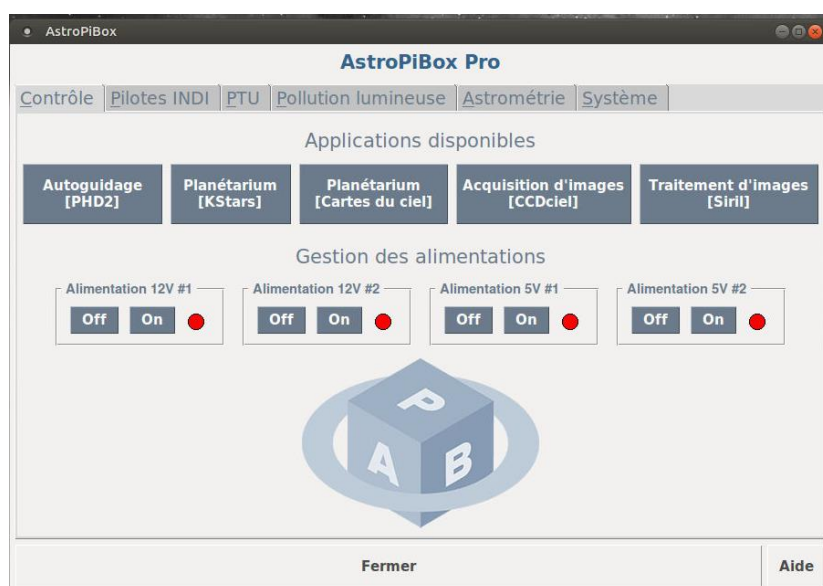 AstroPiBox
AstroPiBox Pro
Contrôle Pilotes INDI PTU Pollution lumineuse Astrométrie Système
Applications disponibles
Autoguidage Planétarium Planétarium Acquisition d'images Traitement d'images
[PHD2] [KStars] [Cartes du ciel] [CCDciel] [Siril]
Gestion des alimentations
Alimentation 12V #1 Alimentation 12V #2 Alimentation 5V #1 Alimentation 5V #2
Off On Off On Off On Off On
P
A B
Fermer Aide